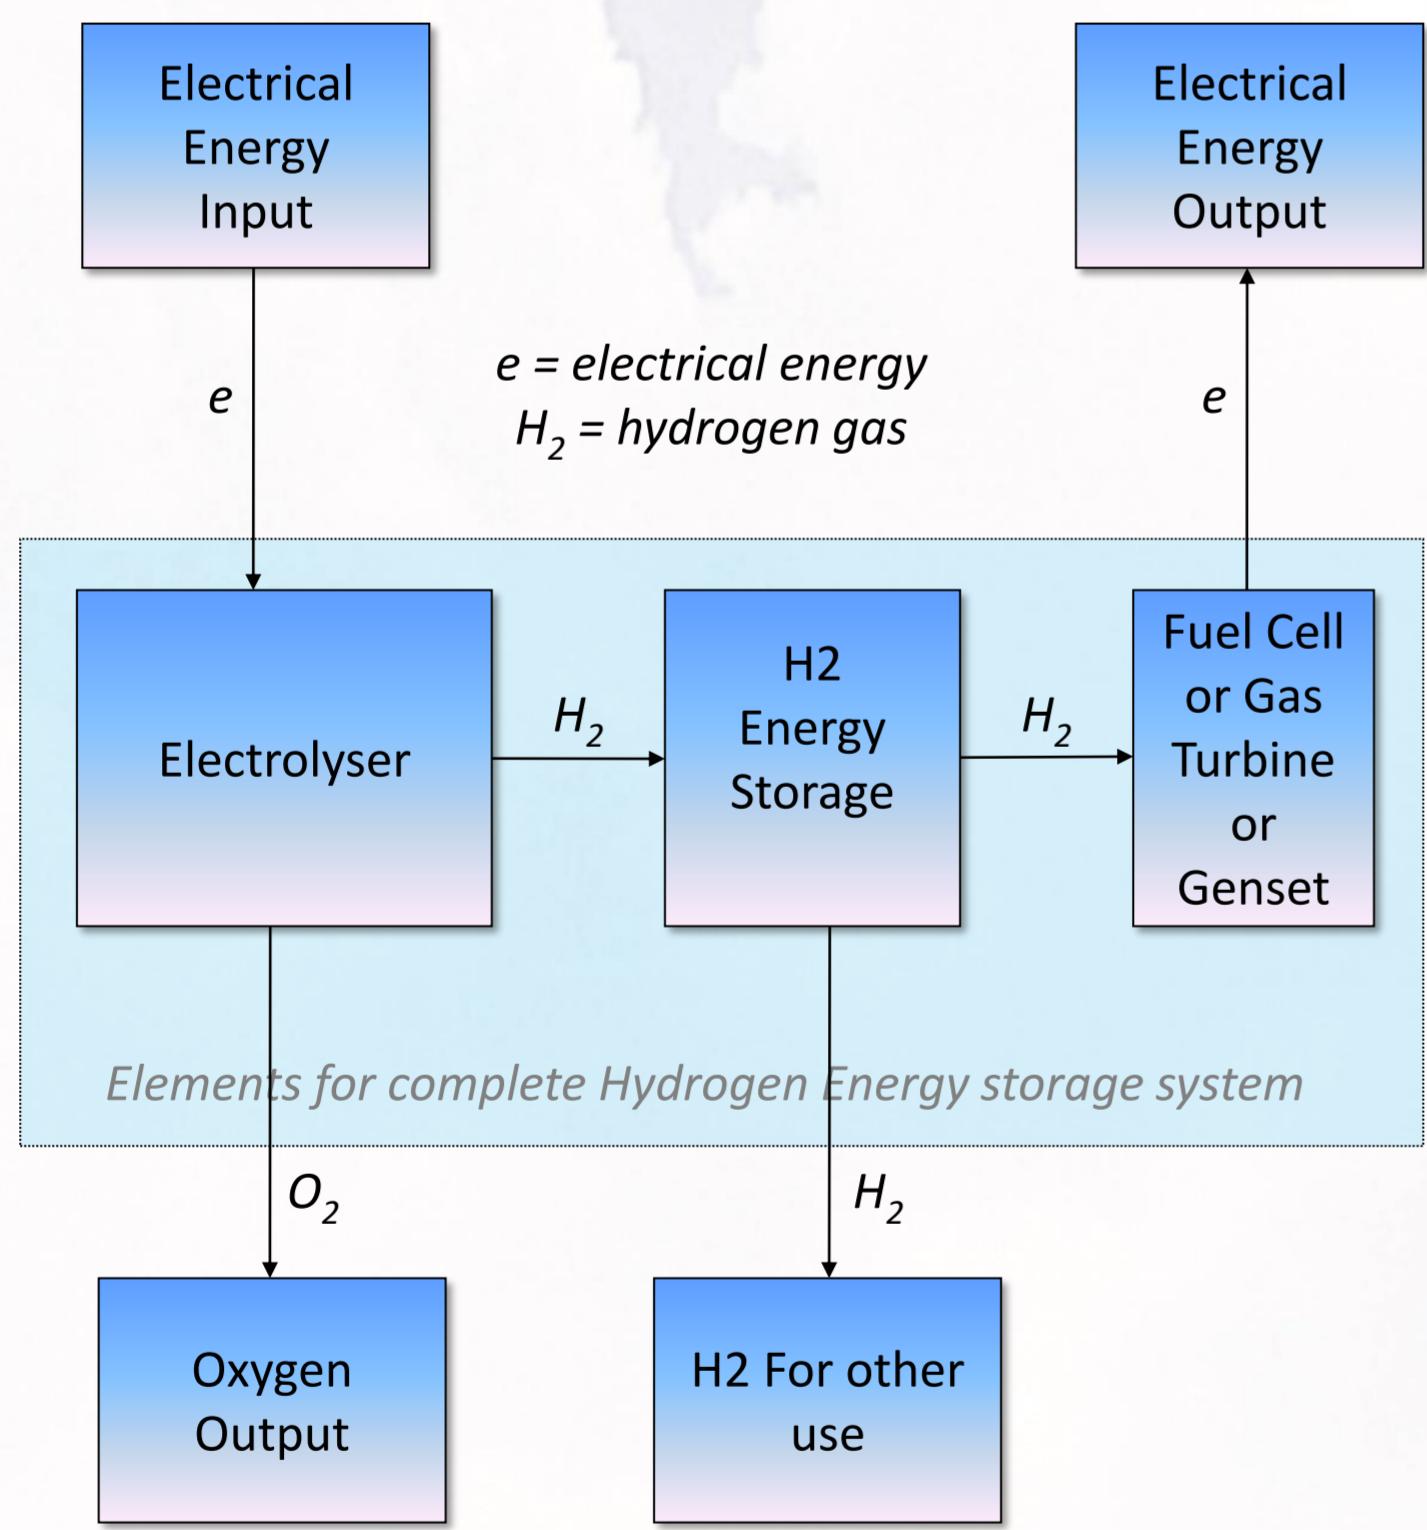 Electrical
Energy
Input
Electrical
Energy
Output
e
e = electrical energy
H₂ = hydrogen gas
e
Electrolyser
H₂
H2
Energy
Storage
H₂
Fuel Cell
or Gas
Turbine
or
Genset
Elements for complete Hydrogen Energy storage system
O₂
H₂
Oxygen
Output
H2 For other
use